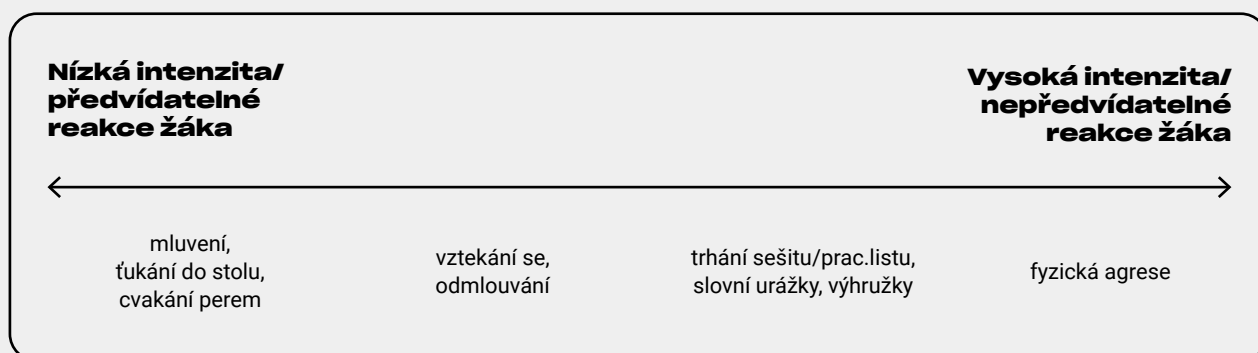 Nízká intenzita/
předvídatelné
reakce žáka
Vysoká intenzita/
nepředvídatelné
reakce žáka
mluvení,
ťukání do stolu,
cvakání perem
vztekání se,
odmlouvání
trhání sešitu/prac.listu,
slovní urážky, výhružky
fyzická agrese